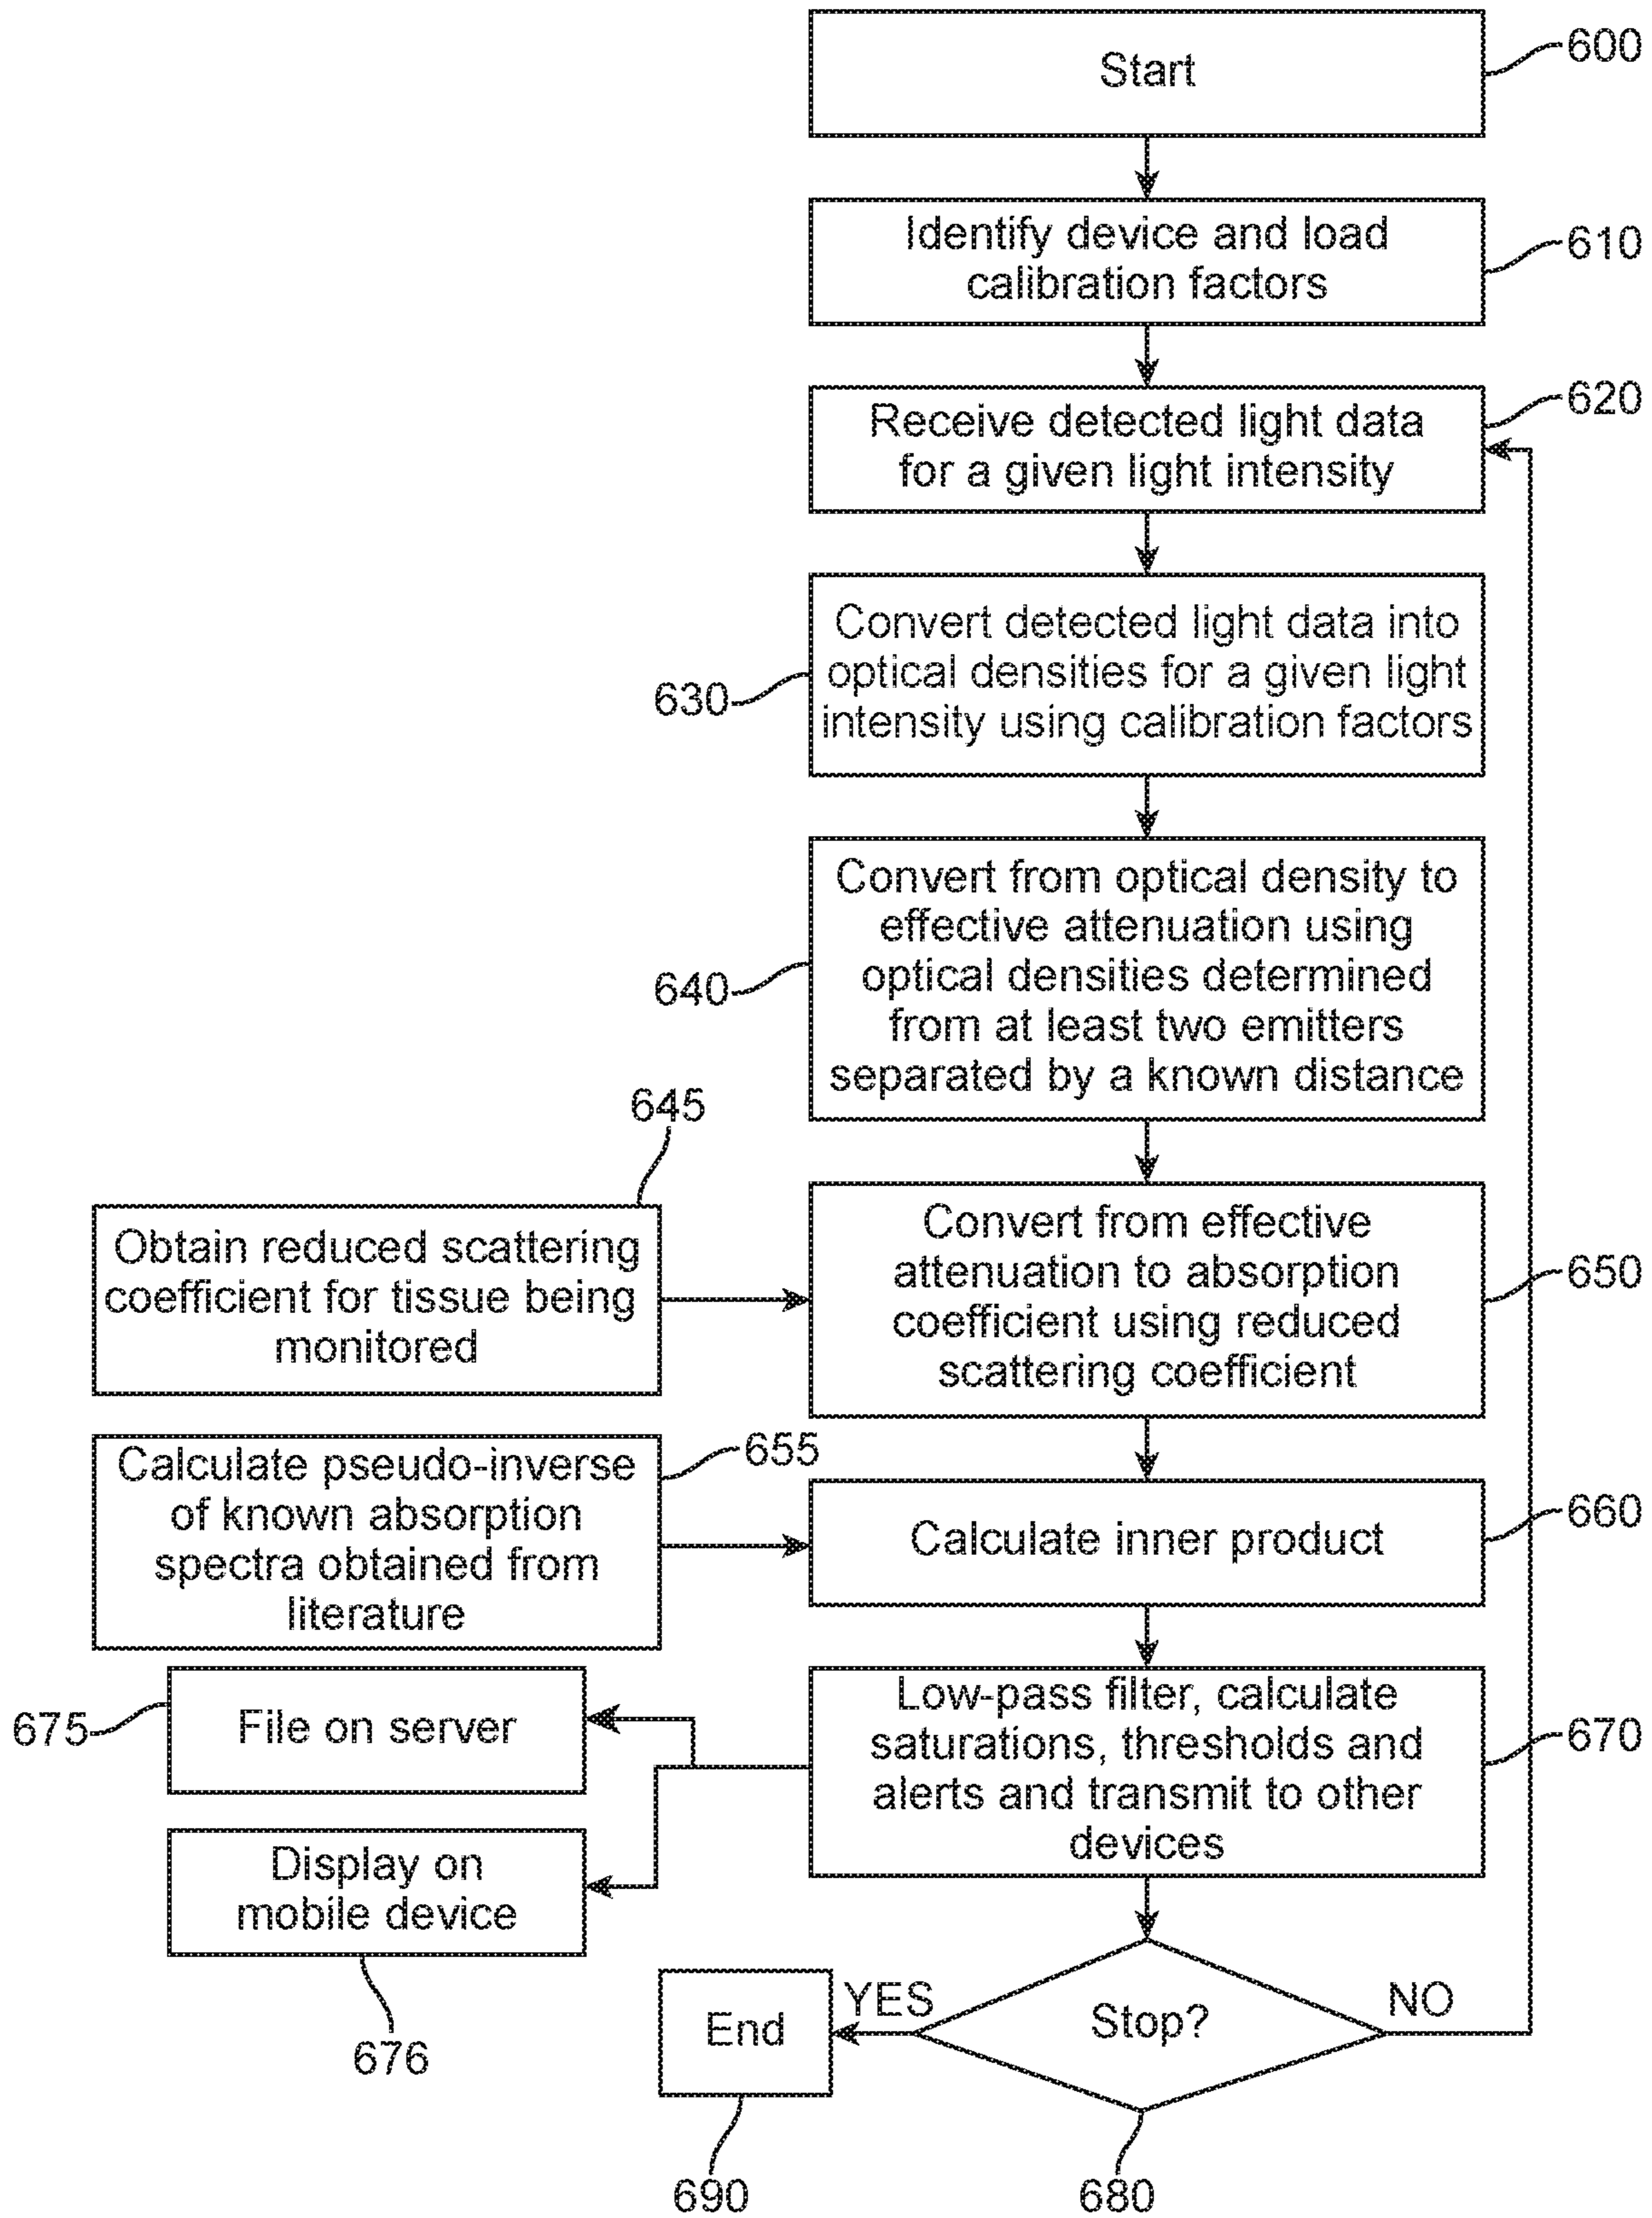 Start
600
Identify device and load
calibration factors
610
Receive detected light data
for a given light intensity
620
Convert detected light data into
optical densities for a given light
intensity using calibration factors
630
Convert from optical density to
effective attenuation using
optical densities determined
from at least two emitters
separated by a known distance
640
645
Obtain reduced scattering
coefficient for tissue being
monitored
Convert from effective
attenuation to absorption
coefficient using reduced
scattering coefficient
650
655
Calculate pseudo-inverse
of known absorption
spectra obtained from
literature
Calculate inner product
660
675
File on server
Low-pass filter, calculate
saturations, thresholds and
alerts and transmit to other
devices
670
Display on
mobile device
676
End
YES
Stop?
NO
690
680